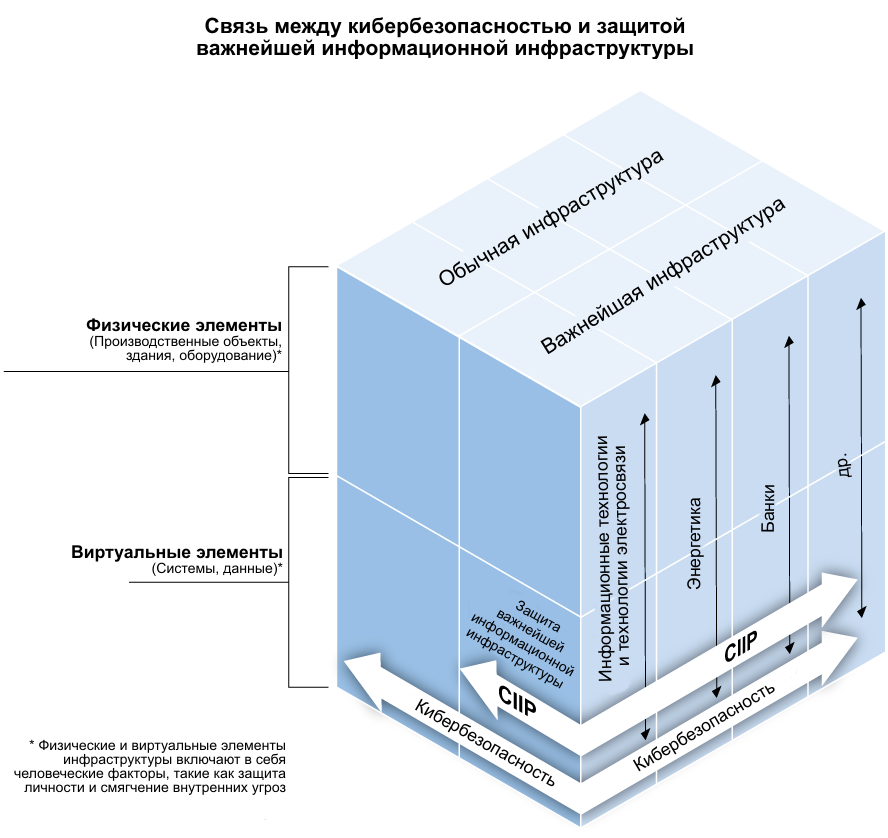 Связь между кибербезопасностью и защитой
важнейшей информационной инфраструктуры
Обычная инфраструктура
Важнейшая инфраструктура
Физические элементы
(Производственные объекты,
здания, оборудование)*
Виртуальные элементы
(Системы, данные)*
Информационные технологии
и технологии электросвязи
Энергетика
Банки
др.
Защита
важнейшей
информационной
инфраструктуры
CIIP
CIIP
Кибербезопасность
Кибербезопасность
* Физические и виртуальные элементы
инфраструктуры включают в себя
человеческие факторы, такие как защита
личности и смягчение внутренних угроз